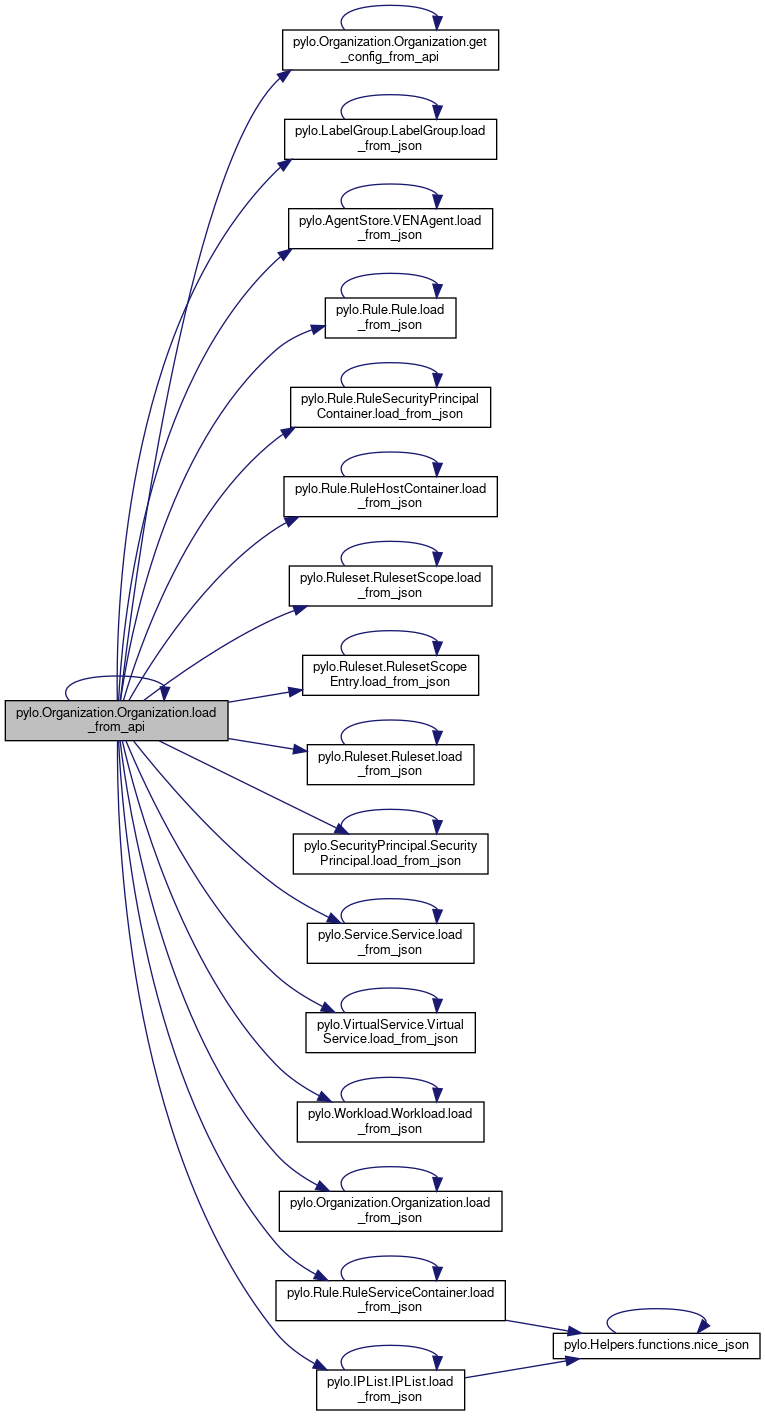 pylo.Organization.Organization.get
_config_from_api
pylo.LabelGroup.LabelGroup.load
_from_json
pylo.AgentStore.VENAgent.load
_from_json
pylo.Rule.Rule.load
_from_json
pylo.Rule.RuleSecurityPrincipal
Container.load_from_json
pylo.Rule.RuleHostContainer.load
_from_json
pylo.Ruleset.RulesetScope.load
_from_json
pylo.Ruleset.RulesetScope
Entry.load_from_json
pylo.Organization.Organization.load
_from_api
pylo.Ruleset.Ruleset.load
_from_json
pylo.SecurityPrincipal.Security
Principal.load_from_json
pylo.Service.Service.load
_from_json
pylo.VirtualService.Virtual
Service.load_from_json
pylo.Workload.Workload.load
_from_json
pylo.Organization.Organization.load
_from_json
pylo.Rule.RuleServiceContainer.load
_from_json
pylo.Helpers.functions.nice_json
pylo.IPList.IPList.load
_from_json